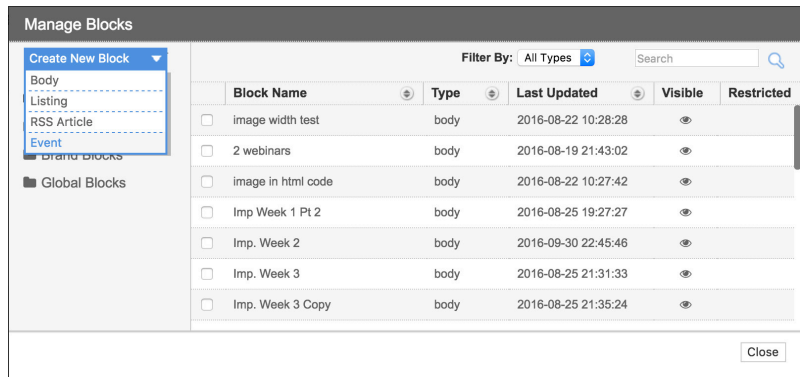 Manage Blocks
Create New Block
Body
Listing
RSS Article
Event
Brand Blocks
Global Blocks
Filter By: All Types
Search
Block Name Type Last Updated Visible Restricted
image width test body 2016-08-22 10:28:28
2 webinars body 2016-08-19 21:43:02
image in html code body 2016-08-22 10:27:42
Imp Week 1 Pt 2 body 2016-08-25 19:27:27
Imp. Week 2 body 2016-09-30 22:45:46
Imp. Week 3 body 2016-08-25 21:31:33
Imp. Week 3 Copy body 2016-08-25 21:35:24
Close